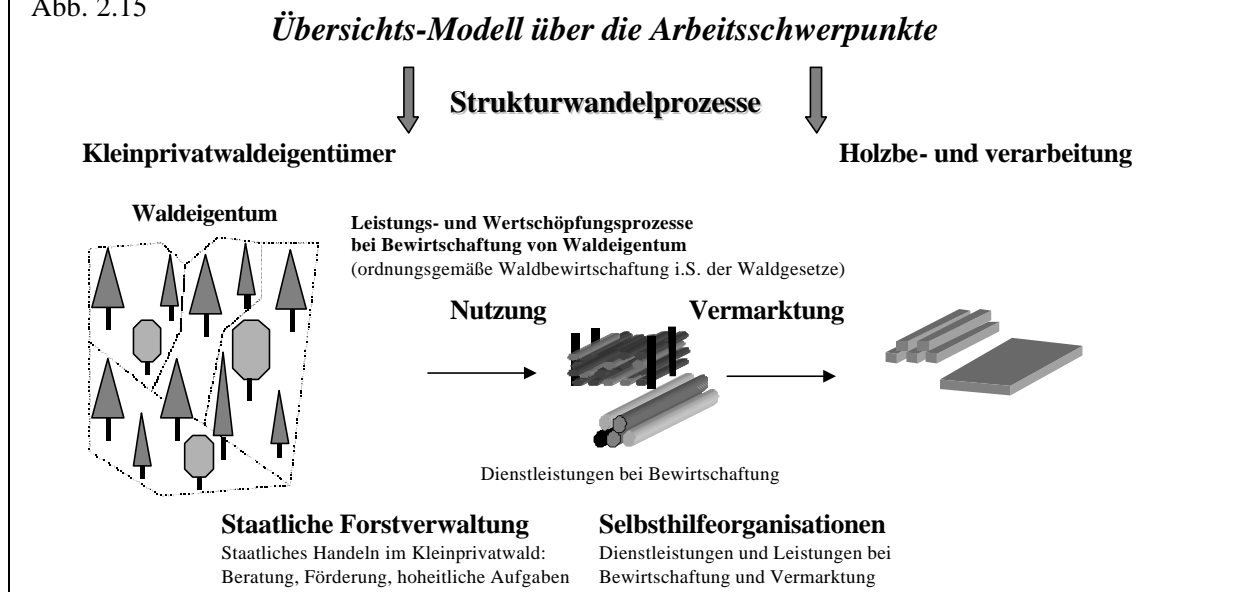 Abb. 2.15
Übersichts-Modell über die Arbeitsschwerpunkte
Strukturwandelprozesse
Kleinprivatwaldeigentümer
Holzbe- und verarbeitung
Waldeigentum
Leistungs- und Wertschöpfungsprozesse
bei Bewirtschaftung von Waldeigentum
(ordnungsgemäße Waldbewirtschaftung i.S. der Waldgesetze)
Nutzung
Vermarktung
Dienstleistungen bei Bewirtschaftung
Staatliche Forstverwaltung
Staatliches Handeln im Kleinprivatwald:
Beratung, Förderung, hoheitliche Aufgaben
Selbsthilfeorganisationen
Dienstleistungen und Leistungen bei
Bewirtschaftung und Vermarktung